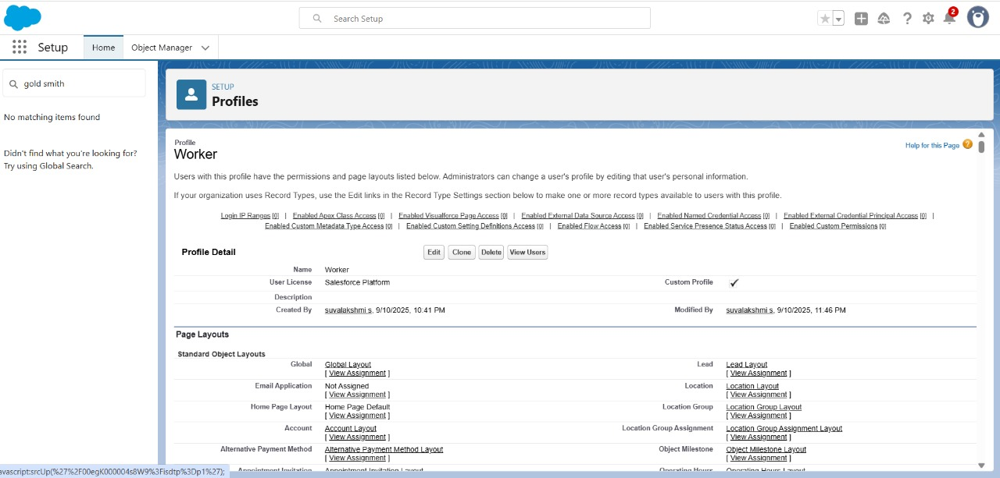 Search Setup
2
Setup
Home
Object Manager
gold smith
No matching items found
Didn't find what you're looking for?
Try using Global Search.
SETUP
Profiles
Profile
Worker
Help for this Page
Users with this profile have the permissions and page layouts listed below. Administrators can change a user's profile by editing that user's personal information.
If your organization uses Record Types, use the Edit links in the Record Type Settings section below to make one or more record types available to users with this profile.
Login IP Ranges [0] | Enabled Apex Class Access [0] | Enabled Visualforce Page Access [0] | Enabled External Data Source Access [0] | Enabled Named Credential Access [0] | Enabled External Credential Principal Access [0] |
Enabled Custom Metadata Type Access [0] | Enabled Custom Setting Definitions Access [0] | Enabled Flow Access [0] | Enabled Service Presence Status Access [0] | Enabled Custom Permissions [0]
Profile Detail
Edit Clone Delete View Users
Name Worker
User License Salesforce Platform Custom Profile ✓
Description
Created By suvalakshmi s, 9/10/2025, 10:41 PM Modified By suvalakshmi s, 9/10/2025, 11:46 PM
Page Layouts
Standard Object Layouts
Global Global Layout Lead Lead Layout
[ View Assignment ] [ View Assignment ]
Email Application Not Assigned Location Location Layout
[ View Assignment ] [ View Assignment ]
Home Page Layout Home Page Default Location Group Location Group Layout
[ View Assignment ] [ View Assignment ]
Account Account Layout Location Group Assignment Location Group Assignment Layout
[ View Assignment ] [ View Assignment ]
Alternative Payment Method Alternative Payment Method Layout Object Milestone Object Milestone Layout
[ View Assignment ] [ View Assignment ]
Appointment Invitation Appointment Invitation Layout Operating Hours Operating Hours Layout
avascript:srcUp(%27%2F00egK000004s8W9%3Fisdtp%3Dp1%27);